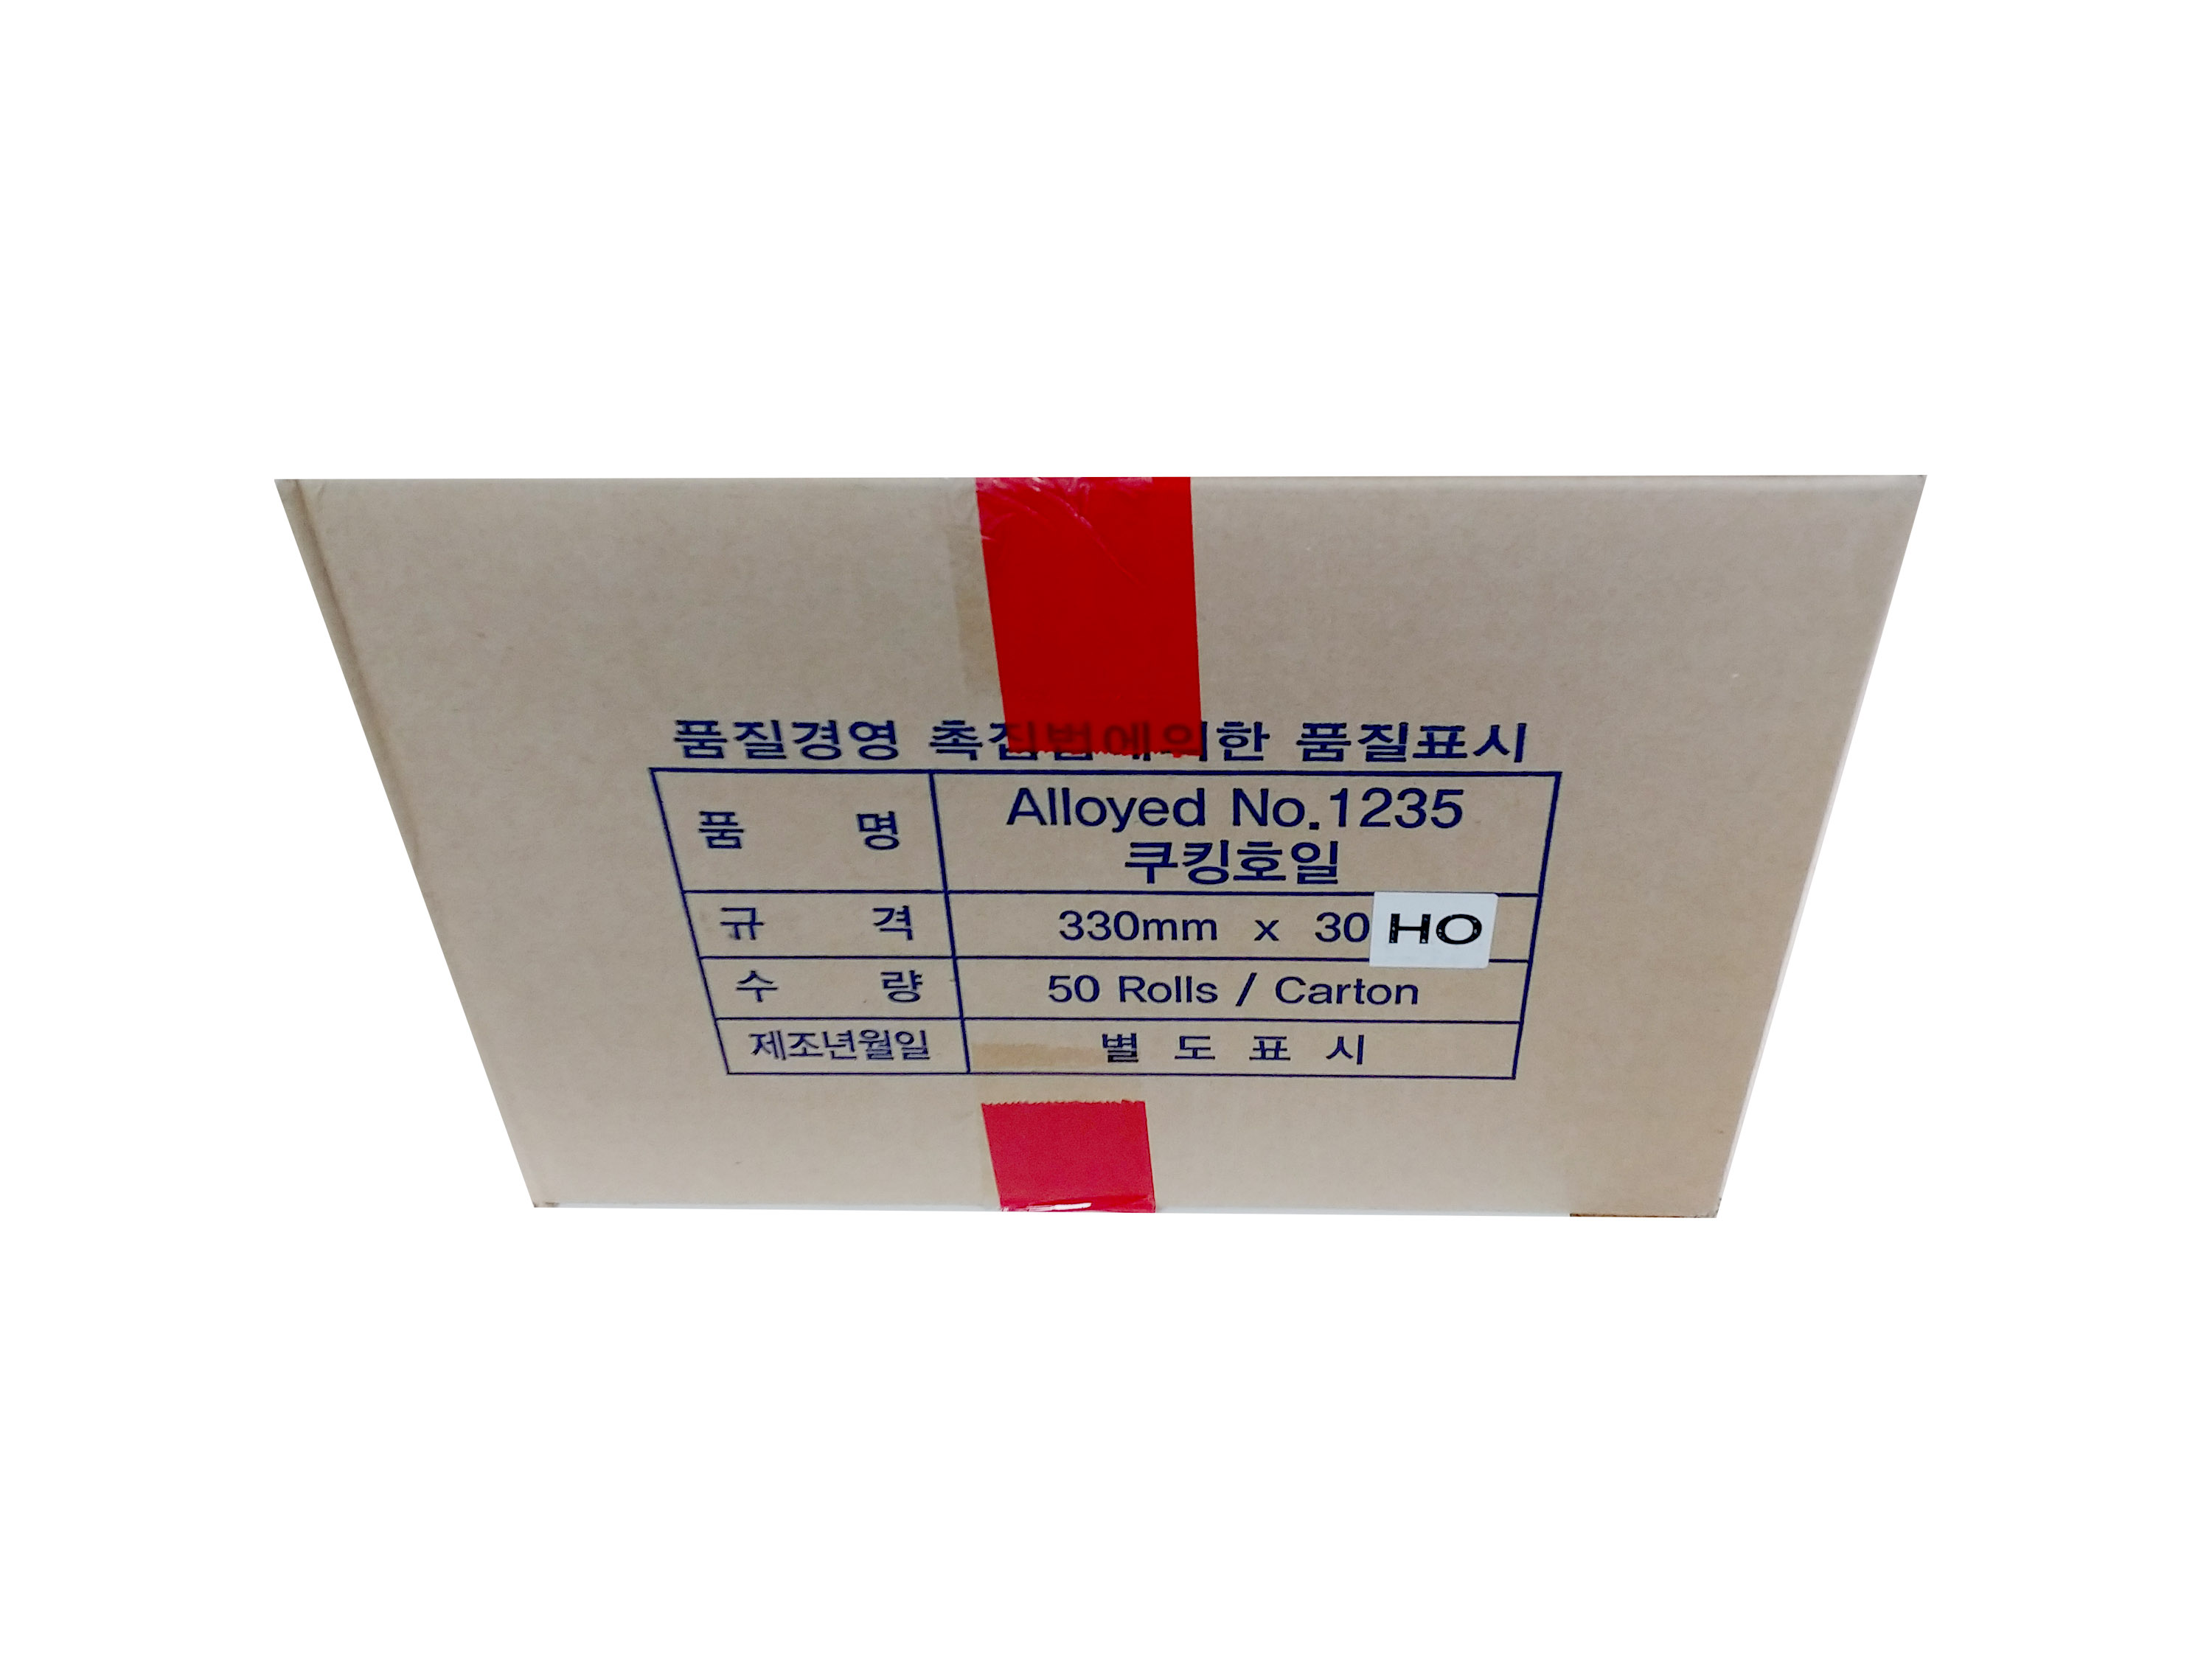 품질경영 촉진법에의한 품질표시
품 명 Alloyed No.1235
쿠킹호일
규 격 330mm x 30 HO
수 량 50 Rolls / Carton
제조년월일 별 도 표 시